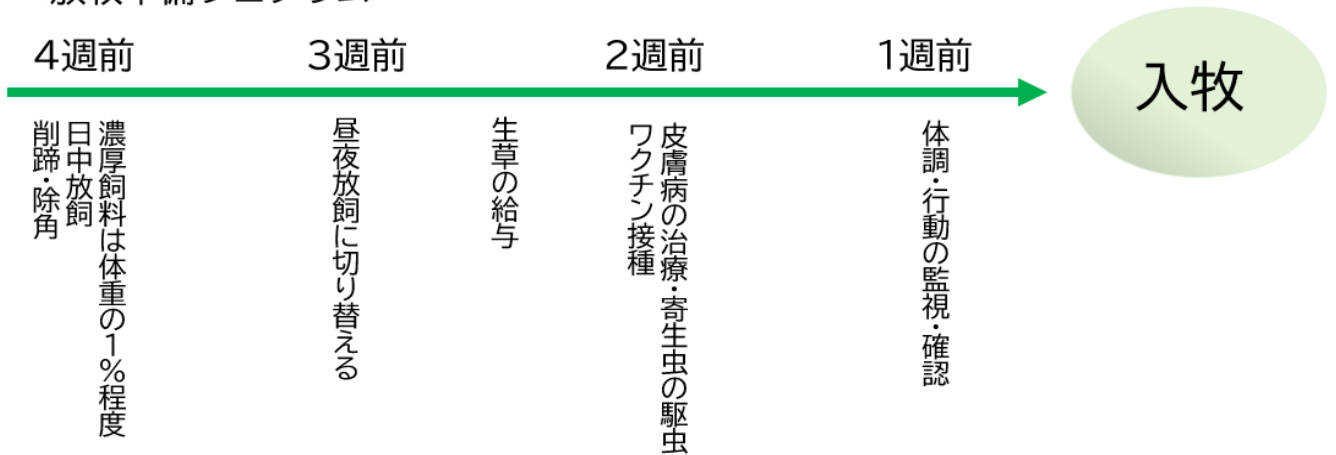 4週前
3週前
2週前
1週前
入牧
濃厚飼料は体重の1%程度
日中放飼
削蹄・除角
昼夜放飼に切り替える
生草の給与
皮膚病の治療・寄生虫の駆虫
ワクチン接種
体調・行動の監視・確認